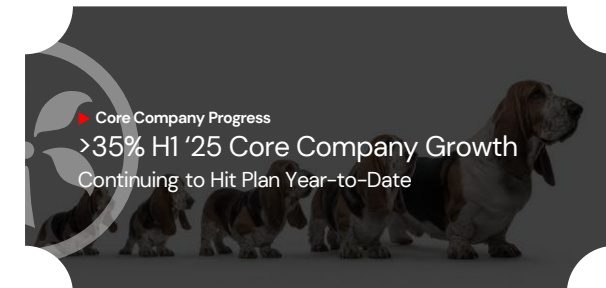 Core Company Progress
>35% H1 ‘25 Core Company Growth
Continuing to Hit Plan Year-to-Date